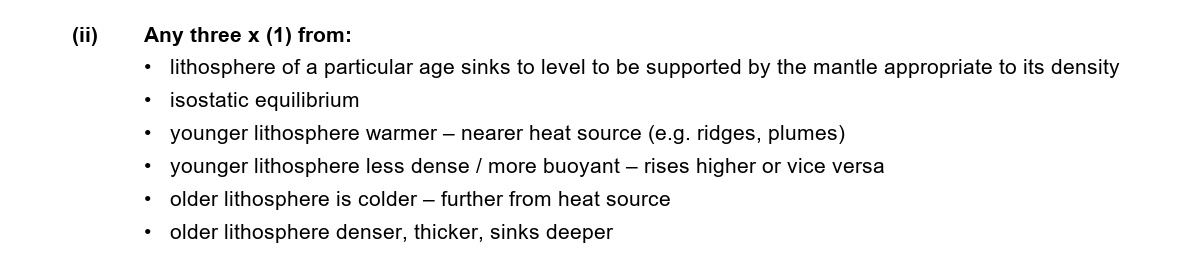 (ii) Any three x (1) from:
• lithosphere of a particular age sinks to level to be supported by the mantle appropriate to its density
• isostatic equilibrium
• younger lithosphere warmer – nearer heat source (e.g. ridges, plumes)
• younger lithosphere less dense / more buoyant – rises higher or vice versa
• older lithosphere is colder – further from heat source
• older lithosphere denser, thicker, sinks deeper